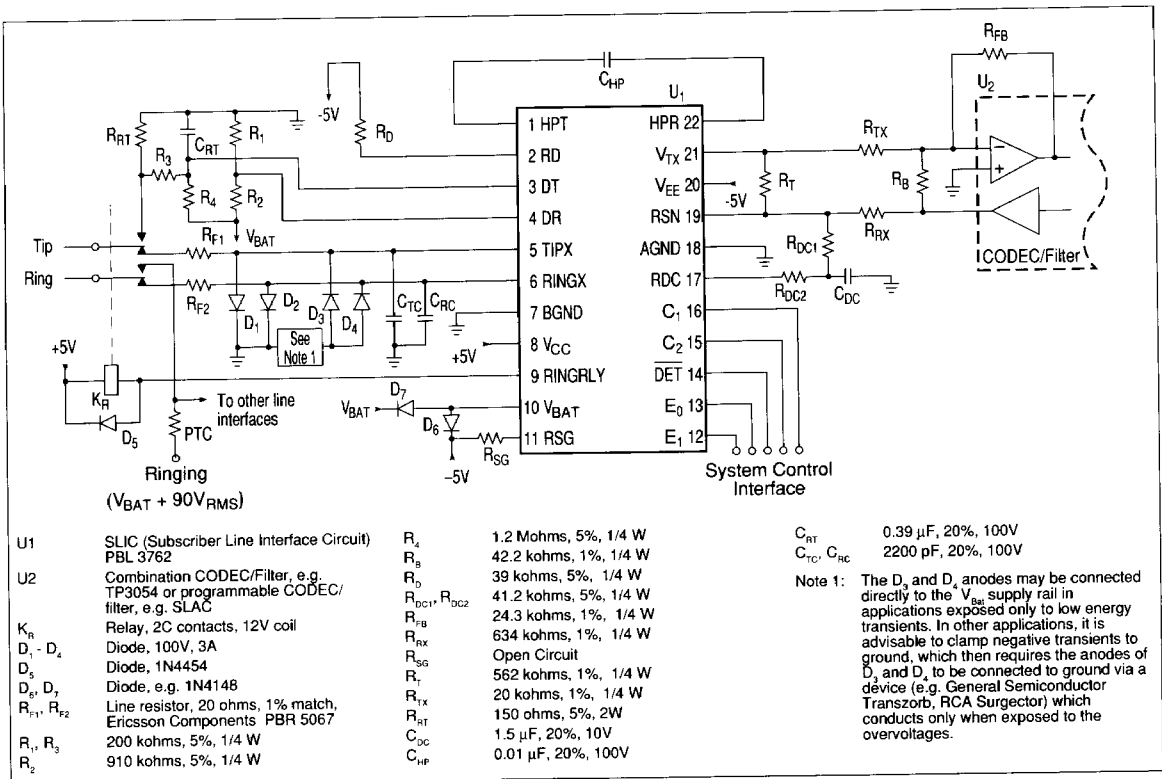 R_FB
C_HP
U_1
U_2
-5V
R_D
R_RT
C_RT
R_1
R_3
R_4
R_2
V_BAT
1 HPT
2 RD
3 DT
4 DR
5 TIPX
6 RINGX
7 BGND
8 V_CC
9 RINGRLY
10 V_BAT
11 RSG
HPR 22
V_TX 21
V_EE 20
RSN 19
AGND 18
RDC 17
C_1 16
C_2 15
DET 14
E_0 13
E_1 12
R_TX
R_T
R_B
-5V
R_RX
R_DC1
R_DC2
C_DC
CODEC/Filter
Tip
Ring
R_F1
R_F2
D_1
D_2
D_3
D_4
C_TC
C_RC
See
Note 1
+5V
+5V
K_R
D_5
To other line
interfaces
PTC
Ringing
(V_BAT + 90V_RMS)
V_BAT
D_7
D_6
R_SG
–5V
System Control
Interface
U1 SLIC (Subscriber Line Interface Circuit)
PBL 3762
U2 Combination CODEC/Filter, e.g.
TP3054 or programmable CODEC/
filter, e.g. SLAC
K_R Relay, 2C contacts, 12V coil
D_1 - D_4 Diode, 100V, 3A
D_5 Diode, 1N4454
D_6, D_7 Diode, e.g. 1N4148
R_F1, R_F2 Line resistor, 20 ohms, 1% match,
Ericsson Components PBR 5067
R_1, R_3 200 kohms, 5%, 1/4 W
R_2 910 kohms, 5%, 1/4 W
R_4 1.2 Mohms, 5%, 1/4 W
R_B 42.2 kohms, 1%, 1/4 W
R_D 39 kohms, 5%, 1/4 W
R_DC1, R_DC2 41.2 kohms, 5%, 1/4 W
R_FB 24.3 kohms, 1%, 1/4 W
R_RX 634 kohms, 1%, 1/4 W
R_SG Open Circuit
R_T 562 kohms, 1%, 1/4 W
R_TX 20 kohms, 1%, 1/4 W
R_RT 150 ohms, 5%, 2W
C_DC 1.5 µF, 20%, 10V
C_HP 0.01 µF, 20%, 100V
C_RT 0.39 µF, 20%, 100V
C_TC, C_RC 2200 pF, 20%, 100V
Note 1: The D_3 and D_4 anodes may be connected
directly to the V_Bat supply rail in
applications exposed only to low energy
transients. In other applications, it is
advisable to clamp negative transients to
ground, which then requires the anodes of
D_3 and D_4 to be connected to ground via a
device (e.g. General Semiconductor
Transzorb, RCA Surgector) which
conducts only when exposed to the
overvoltages.